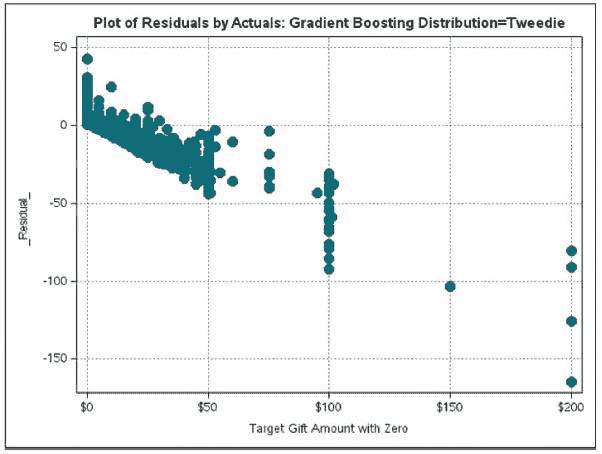 Plot of Residuals by Actuals: Gradient Boosting Distribution=Tweedie
50
0
-50
-100
-150
_Residual_
$0 $50 $100 $150 $200
Target Gift Amount with Zero